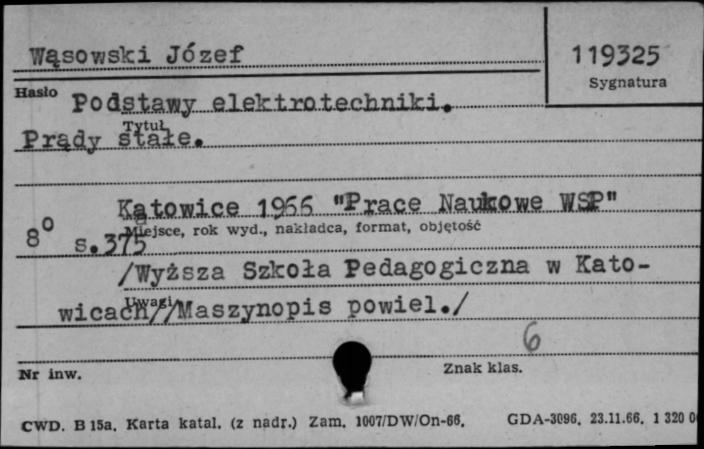 Wąsowski Józef
119325
Sygnatura
Hasło
Podstawy elektrotechniki.
Tytuł
Prądy stałe.
Katowice 1966 "Prace Naukowe WSP"
Miejsce, rok wyd., nakładca, format, objętość
8⁰ s.375
/Wyższa Szkoła Pedagogiczna w Kato-
Uwagi
wicach//Maszynopis powiel./
6
Nr inw.
Znak klas.
CWD. B 15a. Karta katal. (z nadr.) Zam. 1007/DW/On-66. GDA-3096. 23.11.66. 1 320 0